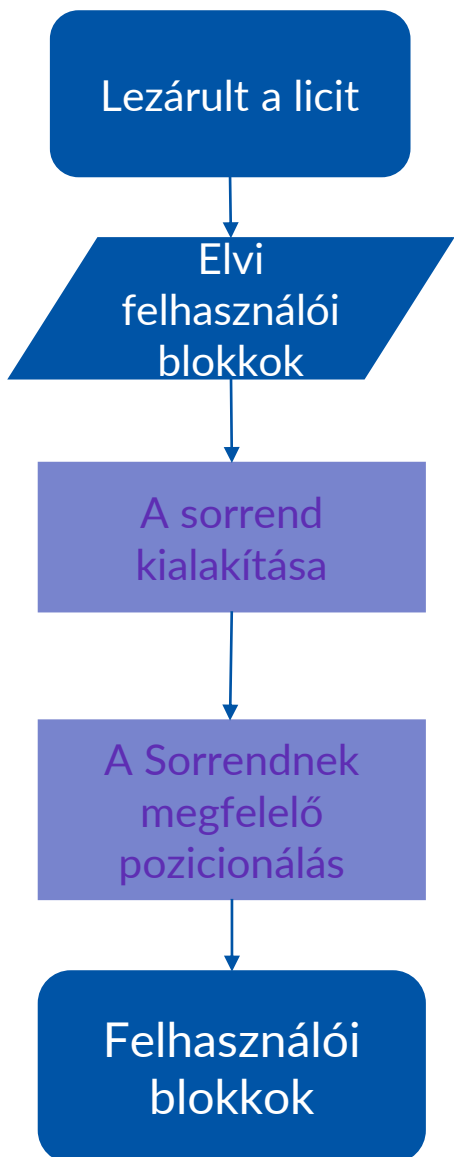 Lezárult a licit
Elvi
felhasználói
blokkok
A sorrend
kialakítása
A Sorrendnek
megfelelő
pozicionálás
Felhasználói
blokkok